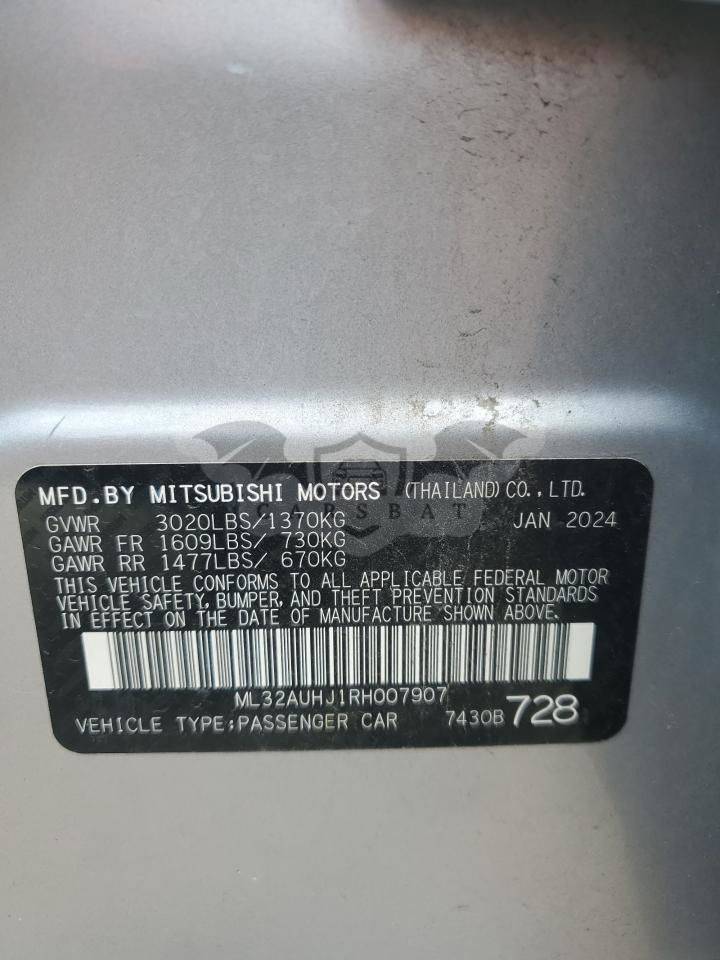 MFD.BY MITSUBISHI MOTORS (THAILAND)CO.,LTD.
GVWR 3020LBS/1370KG JAN 2024
GAWR FR 1609LBS/ 730KG
GAWR RR 1477LBS/ 670KG
CARSBAT
THIS VEHICLE CONFORMS TO ALL APPLICABLE FEDERAL MOTOR
VEHICLE SAFETY, BUMPER, AND THEFT PREVENTION STANDARDS
IN EFFECT ON THE DATE OF MANUFACTURE SHOWN ABOVE.
ML32AUHJ1RH007907
VEHICLE TYPE:PASSENGER CAR 7430B 728